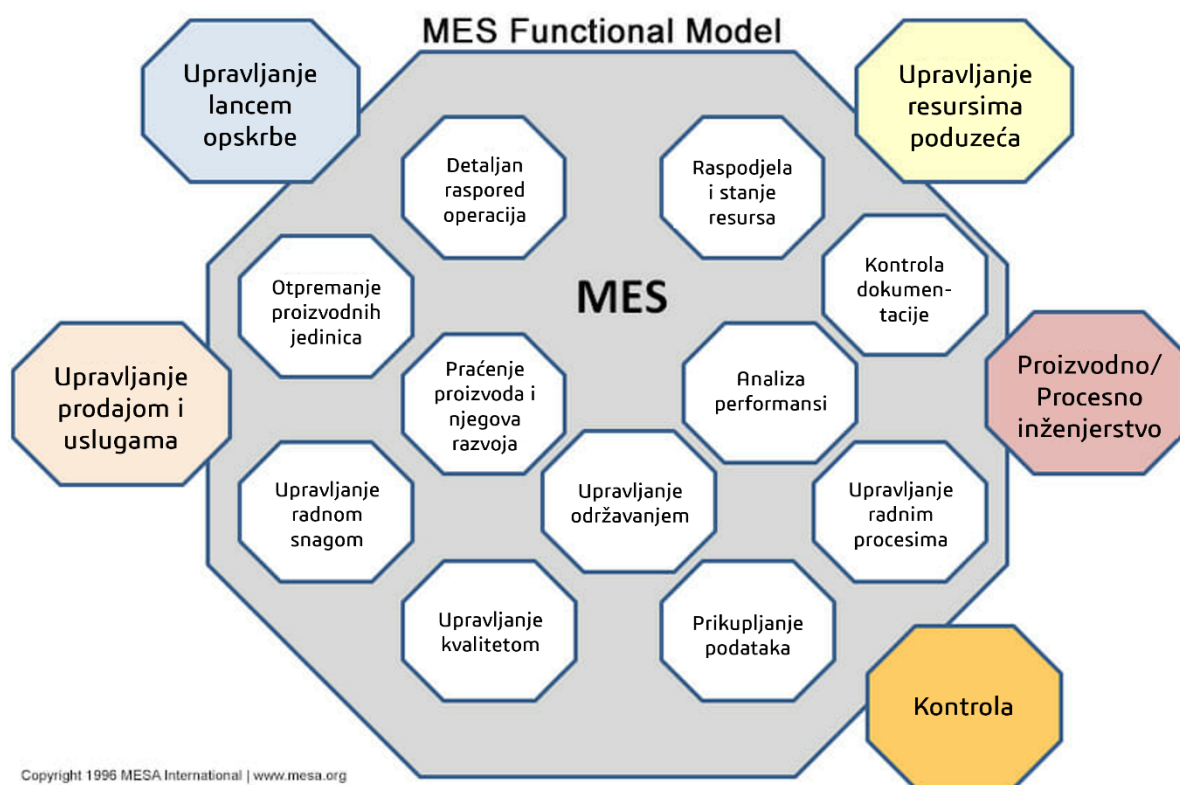 MES Functional Model
Upravljanje
lancem
opskrbe
Upravljanje
resursima
poduzeća
Detaljan
raspored
operacija
Raspodjela
i stanje
resursa
Kontrola
dokumen-
tacije
Otpremanje
proizvodnih
jedinica
MES
Upravljanje
prodajom i
uslugama
Praćenje
proizvoda i
njegova
razvoja
Analiza
performansi
Proizvodno/
Procesno
inženjerstvo
Upravljanje
radnom
snagom
Upravljanje
održavanjem
Upravljanje
radnim
procesima
Upravljanje
kvalitetom
Prikupljanje
podataka
Kontrola
Copyright 1996 MESA International | www.mesa.org